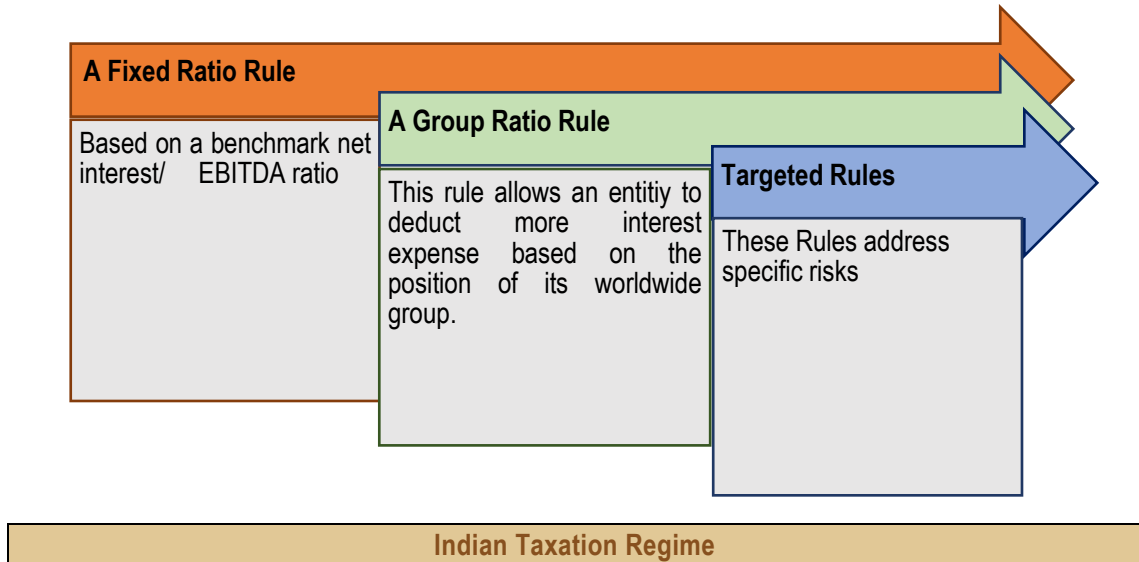 A Fixed Ratio Rule
Based on a benchmark net
interest/ EBITDA ratio
A Group Ratio Rule
This rule allows an entitiy to
deduct more interest
expense based on the
position of its worldwide
group.
Targeted Rules
These Rules address
specific risks
Indian Taxation Regime